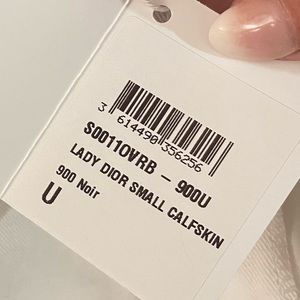 3 614490 356256
S0011OVRB - 900U
LADY DIOR SMALL CALFSKIN
900 Noir
U